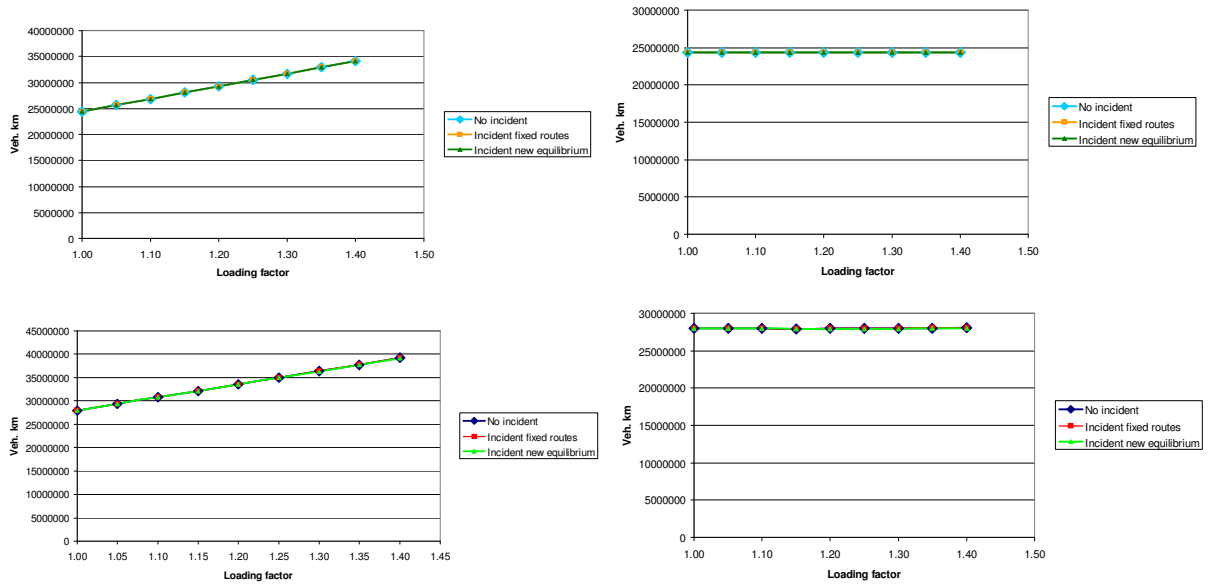 40000000
35000000
30000000
25000000
20000000
15000000
10000000
5000000
0
Veh. km
1.00 1.10 1.20 1.30 1.40 1.50
Loading factor
No incident
Incident fixed routes
Incident new equilibrium
30000000
25000000
20000000
15000000
10000000
5000000
0
Veh. km
1.00 1.10 1.20 1.30 1.40 1.50
Loading factor
No incident
Incident fixed routes
Incident new equilibrium
45000000
40000000
35000000
30000000
25000000
20000000
15000000
10000000
5000000
0
Veh. km
1.00 1.05 1.10 1.15 1.20 1.25 1.30 1.35 1.40 1.45
Loading factor
No incident
Incident fixed routes
Incident new equilibrium
30000000
25000000
20000000
15000000
10000000
5000000
0
Veh. km
1.00 1.10 1.20 1.30 1.40 1.50
Loading factor
No incident
Incident fixed routes
Incident new equilibrium